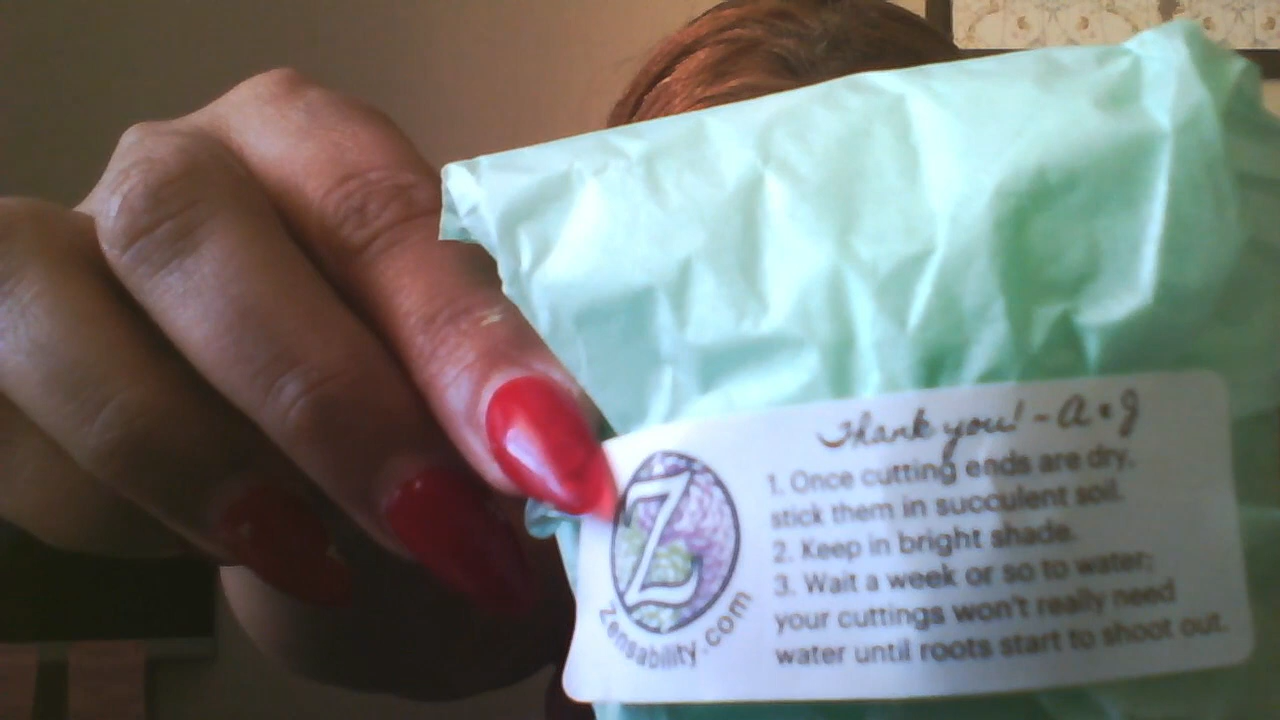 Thank you! ~ A & J
1. Once cutting ends are dry,
stick them in succulent soil.
2. Keep in bright shade.
3. Wait a week or so to water;
your cuttings won't really need
water until roots start to shoot out.
Z
Zensability.com